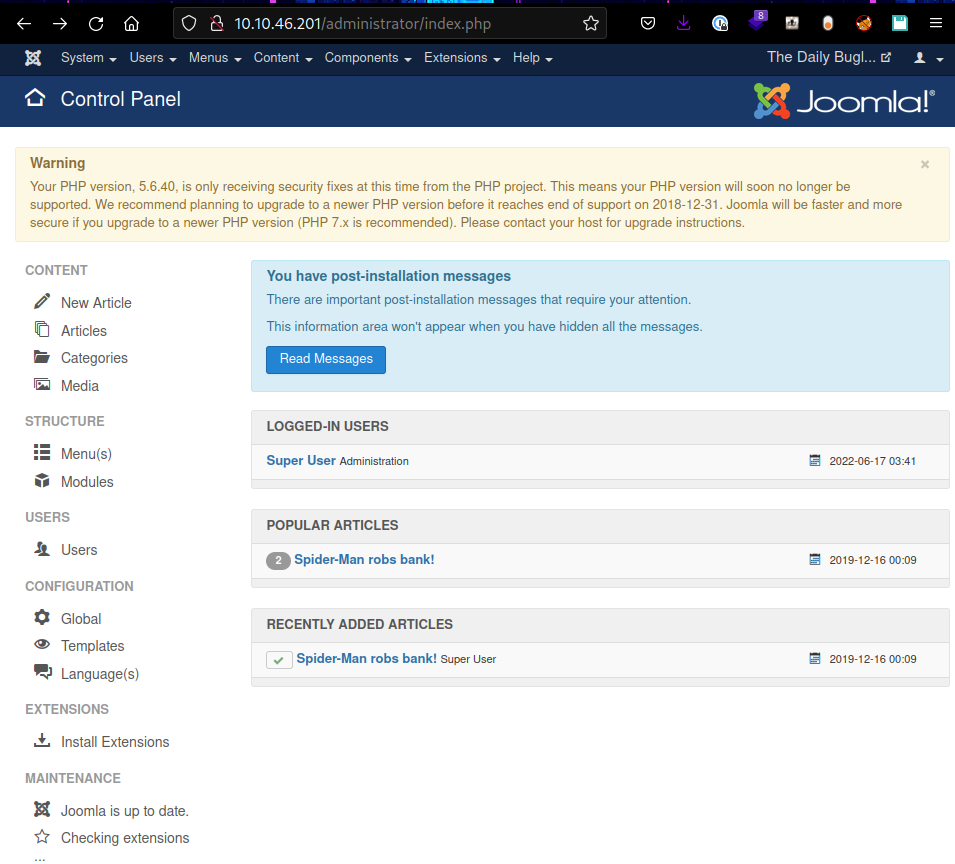 10.10.46.201/administrator/index.php
8
System Users Menus Content Components Extensions Help The Daily Bugl...
Control Panel
Joomla!®
Warning
Your PHP version, 5.6.40, is only receiving security fixes at this time from the PHP project. This means your PHP version will soon no longer be
supported. We recommend planning to upgrade to a newer PHP version before it reaches end of support on 2018-12-31. Joomla will be faster and more
secure if you upgrade to a newer PHP version (PHP 7.x is recommended). Please contact your host for upgrade instructions.
×
CONTENT
New Article
Articles
Categories
Media
STRUCTURE
Menu(s)
Modules
USERS
Users
CONFIGURATION
Global
Templates
Language(s)
EXTENSIONS
Install Extensions
MAINTENANCE
Joomla is up to date.
Checking extensions
...
You have post-installation messages
There are important post-installation messages that require your attention.
This information area won't appear when you have hidden all the messages.
Read Messages
LOGGED-IN USERS
Super User Administration 2022-06-17 03:41
POPULAR ARTICLES
2 Spider-Man robs bank! 2019-12-16 00:09
RECENTLY ADDED ARTICLES
Spider-Man robs bank! Super User 2019-12-16 00:09